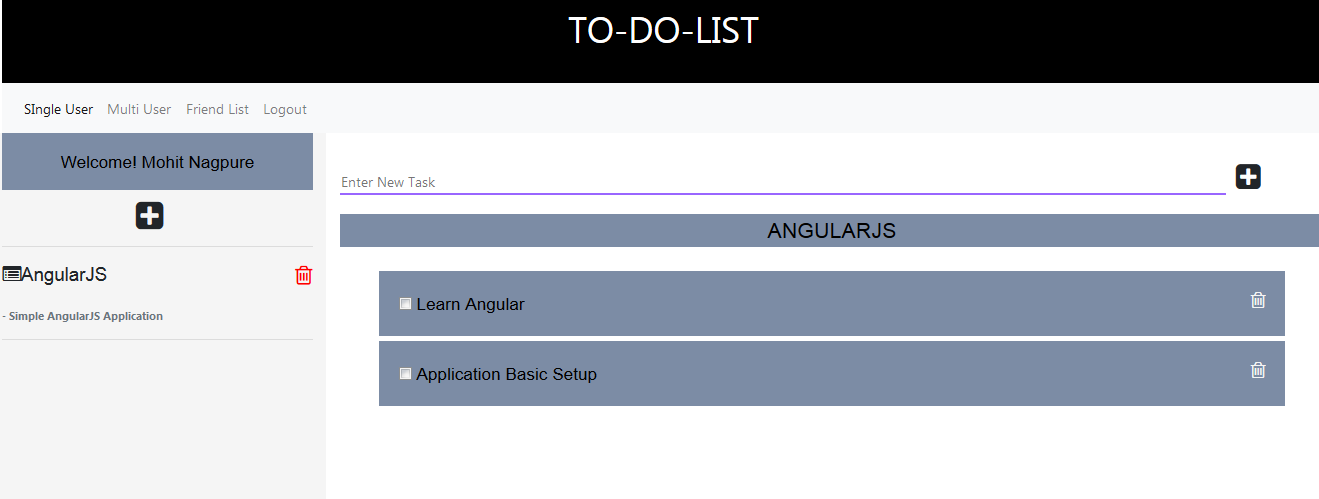 TO-DO-LIST
SIngle User Multi User Friend List Logout
Welcome! Mohit Nagpure
AngularJS
- Simple AngularJS Application
Enter New Task
ANGULARJS
Learn Angular
Application Basic Setup